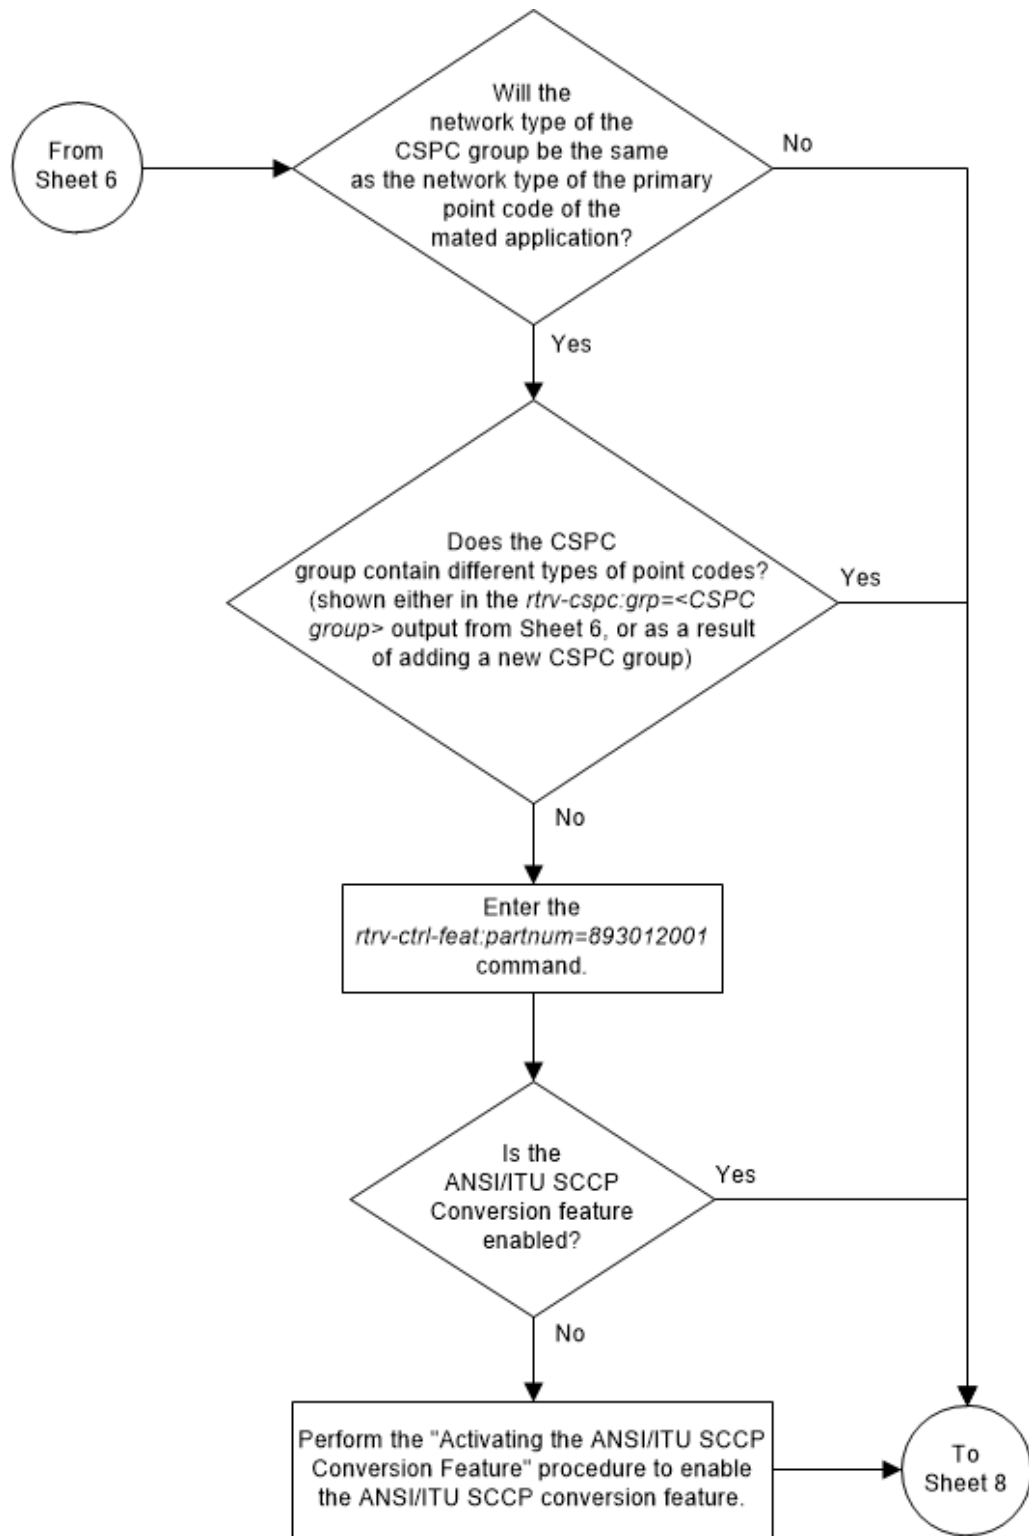 From
Sheet 6
Will the
network type of the
CSPC group be the same
as the network type of the primary
point code of the
mated application?
No
Yes
Does the CSPC
group contain different types of point codes?
(shown either in the rtrv-cspc:grp=<CSPC
group> output from Sheet 6, or as a result
of adding a new CSPC group)
Yes
No
Enter the
rtrv-ctrl-feat:partnum=893012001
command.
Is the
ANSI/ITU SCCP
Conversion feature
enabled?
Yes
No
Perform the "Activating the ANSI/ITU SCCP
Conversion Feature" procedure to enable
the ANSI/ITU SCCP conversion feature.
To
Sheet 8